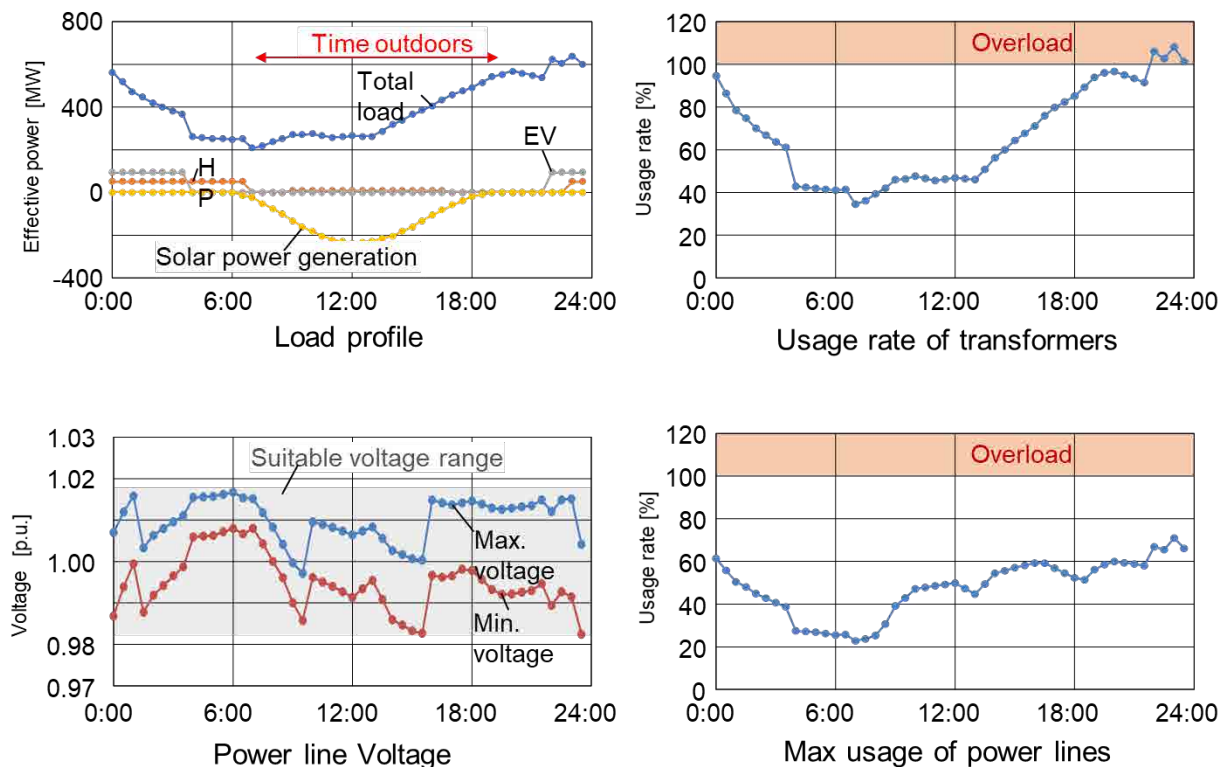 800
400
0
-400
Effective power [MW]
Time outdoors
Total
load
EV
H
P
Solar power generation
0:00 6:00 12:00 18:00 24:00
Load profile
120
100
80
60
40
20
0
Usage rate [%]
Overload
0:00 6:00 12:00 18:00 24:00
Usage rate of transformers
1.03
1.02
1.00
0.98
0.97
Voltage [p.u.]
Suitable voltage range
Max.
voltage
Min.
voltage
0:00 6:00 12:00 18:00 24:00
Power line Voltage
120
100
80
60
40
20
0
Usage rate [%]
Overload
0:00 6:00 12:00 18:00 24:00
Max usage of power lines